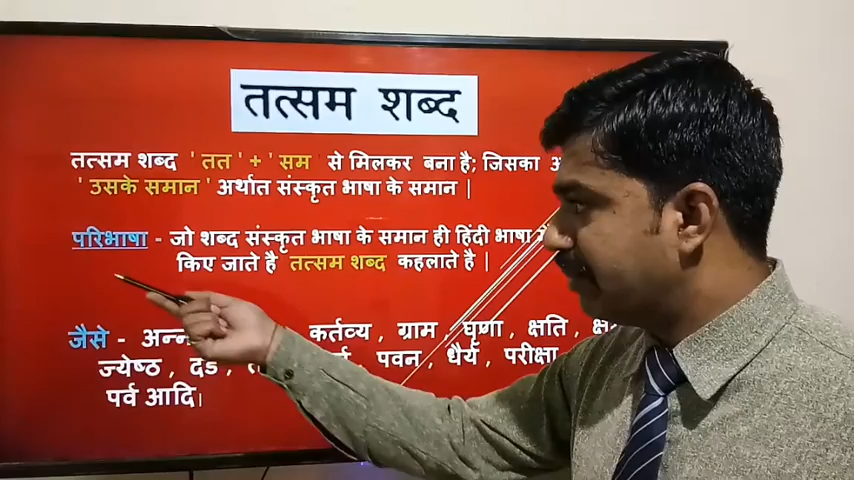 तत्सम शब्द
तत्सम शब्द 'तत' + 'सम से मिलकर बना है; जिसका
'उसके समान' अर्थात संस्कृत भाषा के समान |
परिभाषा - जो शब्द संस्कृत भाषा के समान ही हिंदी भाषा
किए जाते है तत्सम शब्द कहलाते है |
जैसे - कर्तव्य , ग्राम , घृणा , क्षति ,
ज्येष्ठ , पवन , धैर्य , परीक्षा
पर्व आदि|